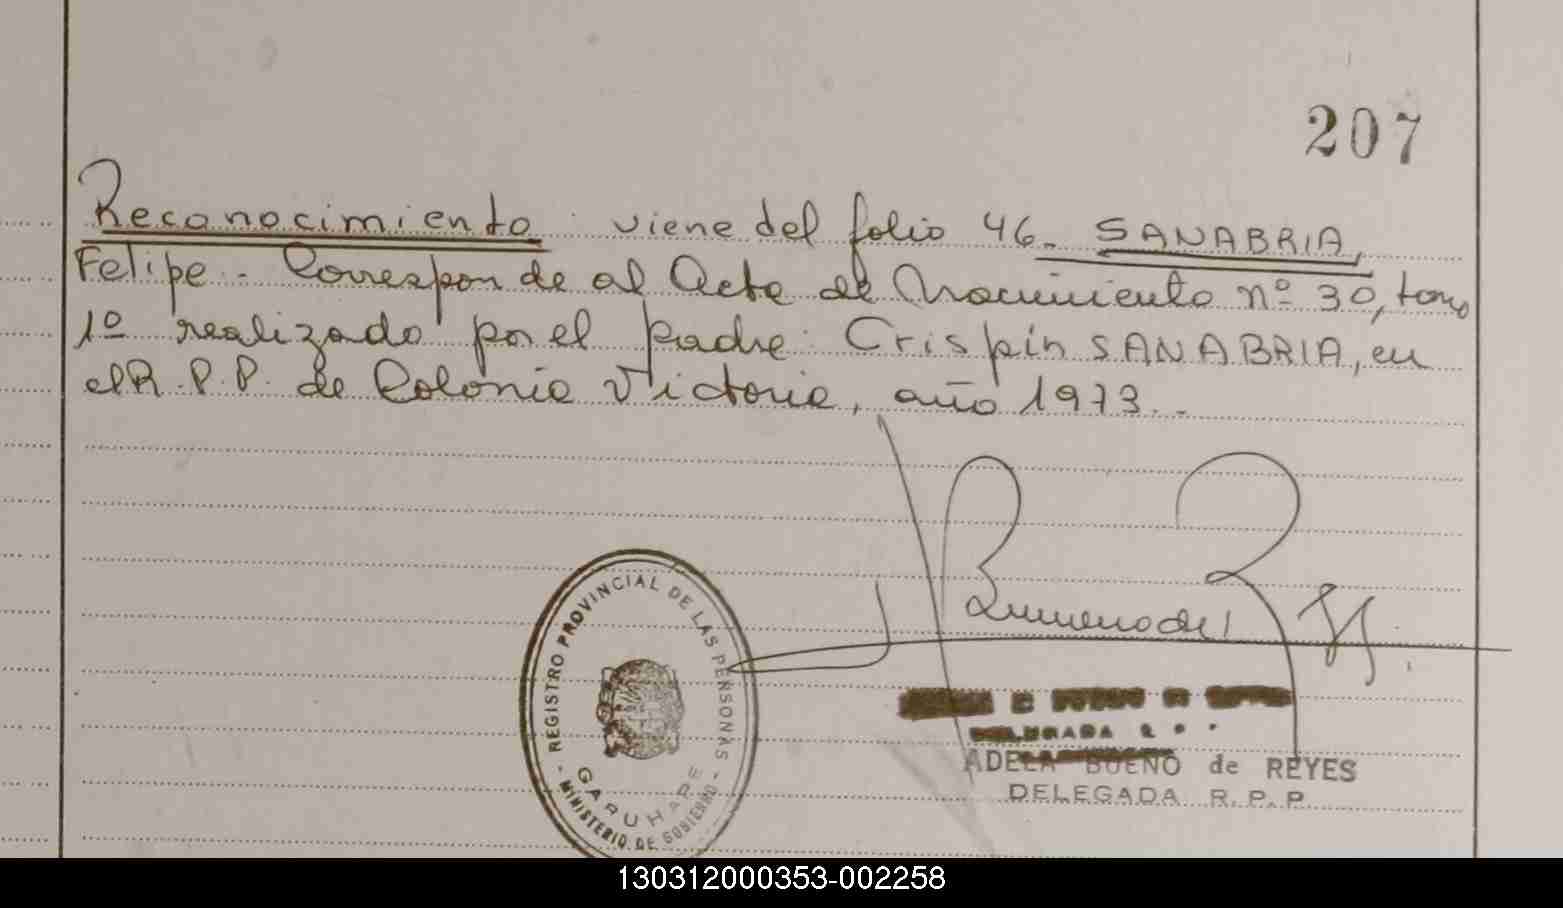 207
Reconocimiento viene del folio 46. SANABRIA,
Felipe.- Corresponde al Acta de Nacimiento nº 30, tomo
1º realizado por el padre Crispín SANABRIA, en
el R.P.P. de Colonia Victoria, año 1973.-
- REGISTRO PROVINCIAL DE LAS PERSONAS -
GARUHAPE
MINISTERIO DE GOBIERNO
ADELA BUENO de REYES
DELEGADA R.P.P.
130312000353-002258